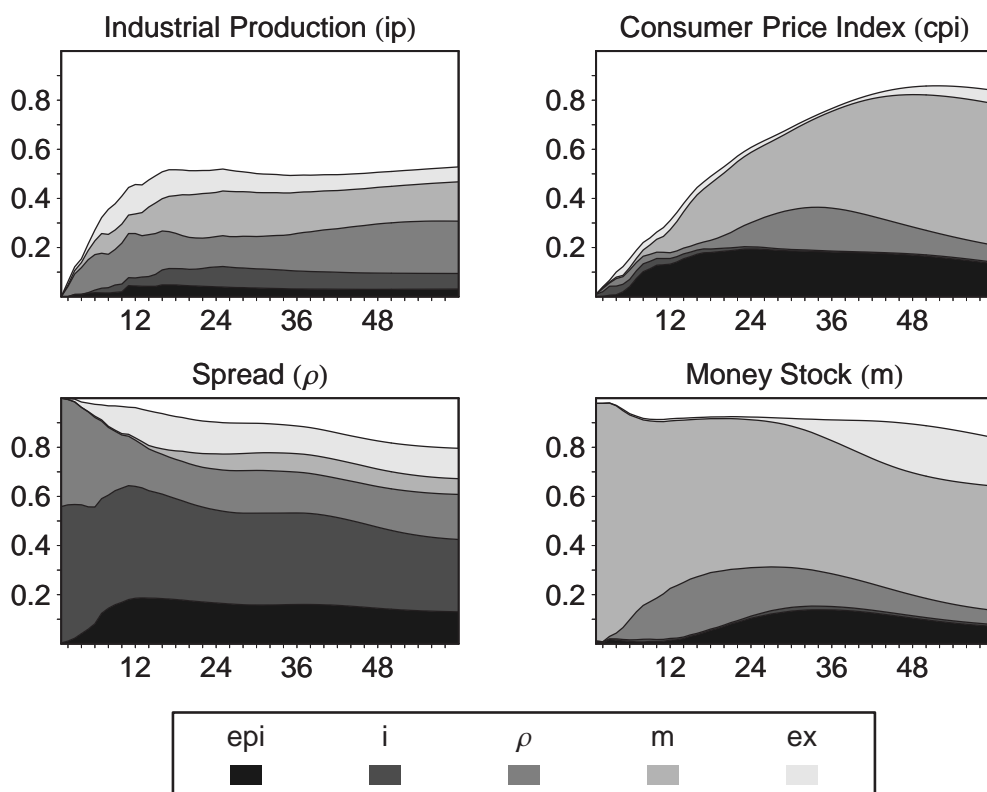 Industrial Production (ip)
0.8
0.6
0.4
0.2
12 24 36 48
Consumer Price Index (cpi)
0.8
0.6
0.4
0.2
12 24 36 48
Spread (ρ)
0.8
0.6
0.4
0.2
12 24 36 48
Money Stock (m)
0.8
0.6
0.4
0.2
12 24 36 48
epi i ρ m ex